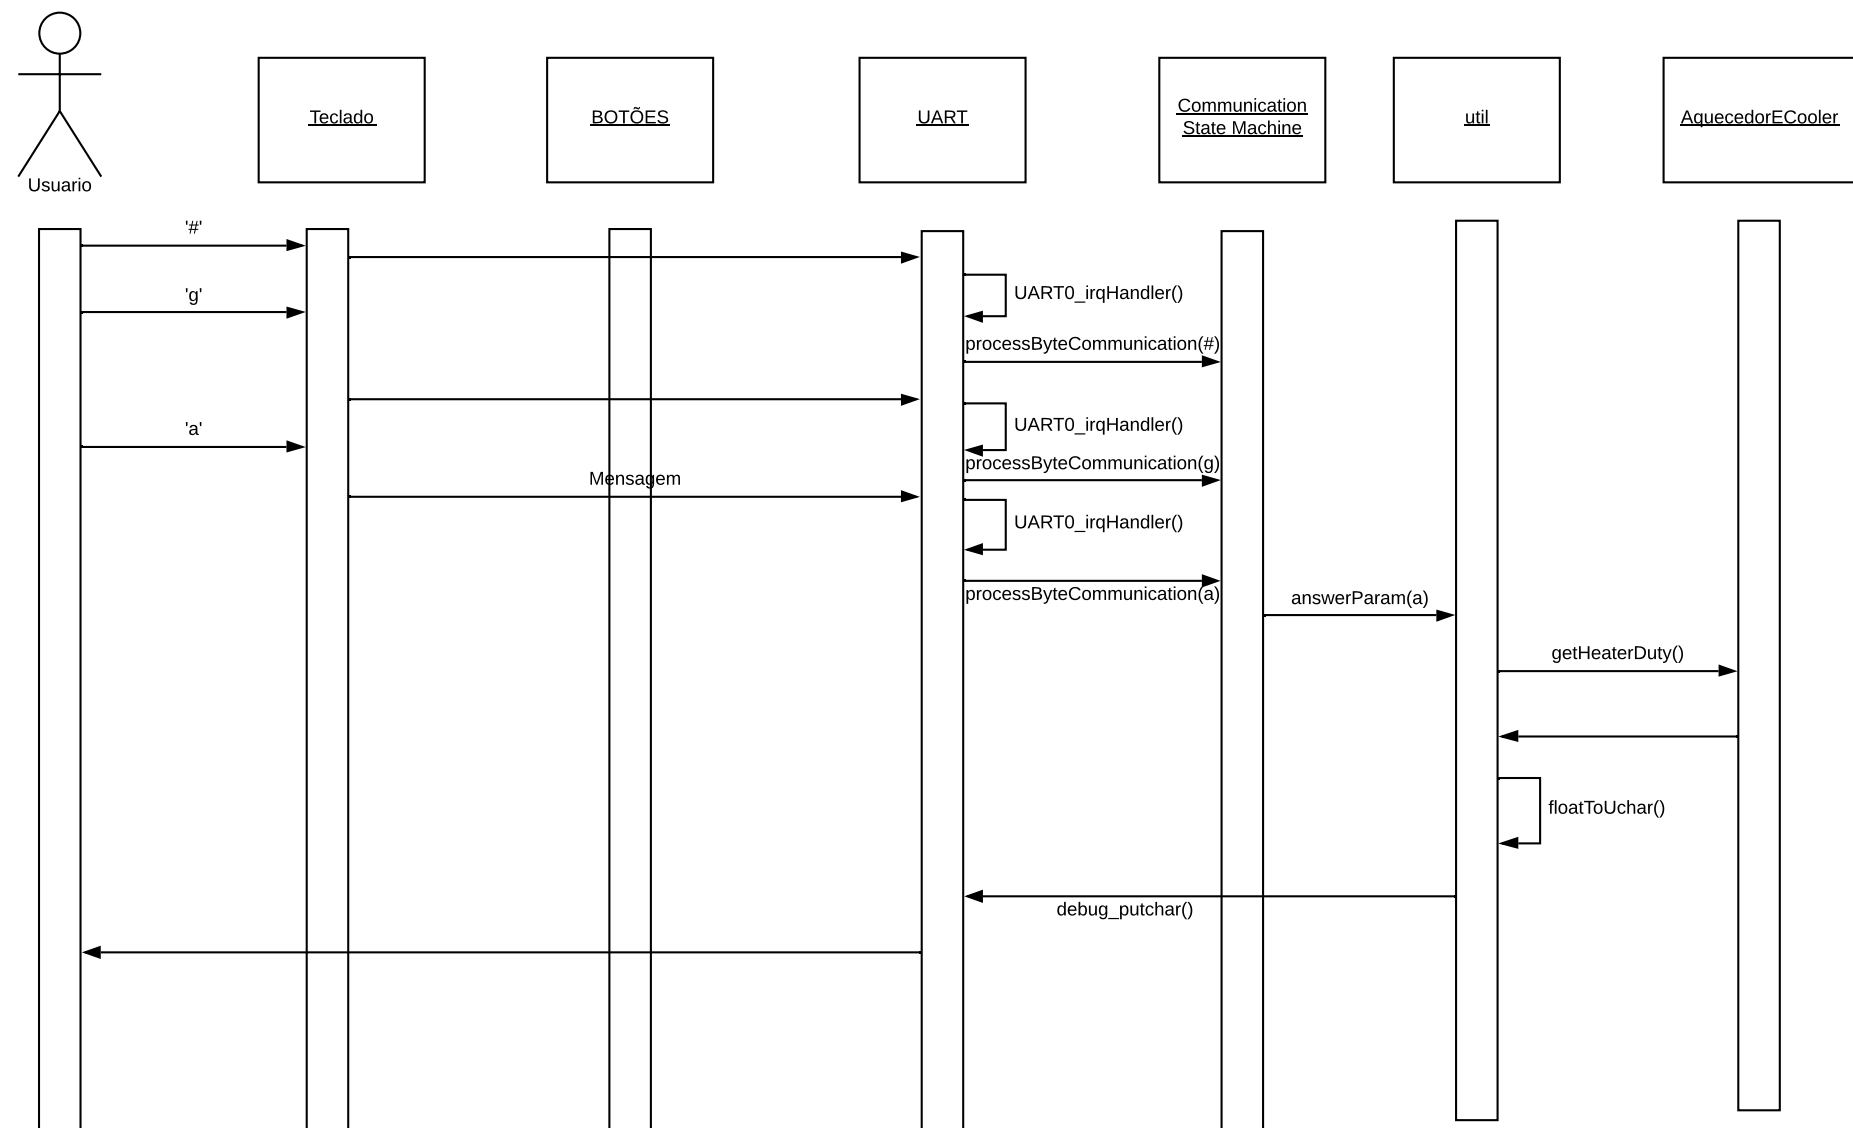 Usuario
Teclado
BOTÕES
UART
Communication
State Machine
util
AquecedorECooler
'#'
UART0_irqHandler()
'g'
processByteCommunication(#)
UART0_irqHandler()
'a'
processByteCommunication(g)
Mensagem
UART0_irqHandler()
processByteCommunication(a)
answerParam(a)
getHeaterDuty()
floatToUchar()
debug_putchar()